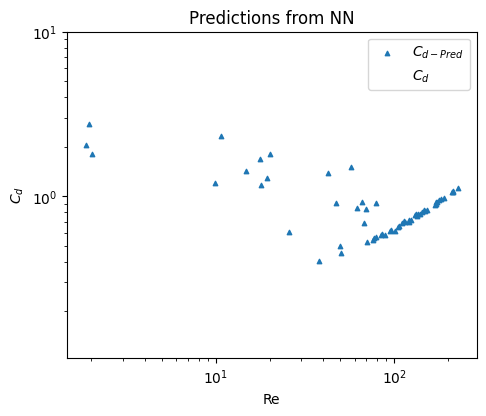 Predictions from NN
10^1
C_{d-Pred}
C_d
10^0
C_d
10^1
10^2
Re